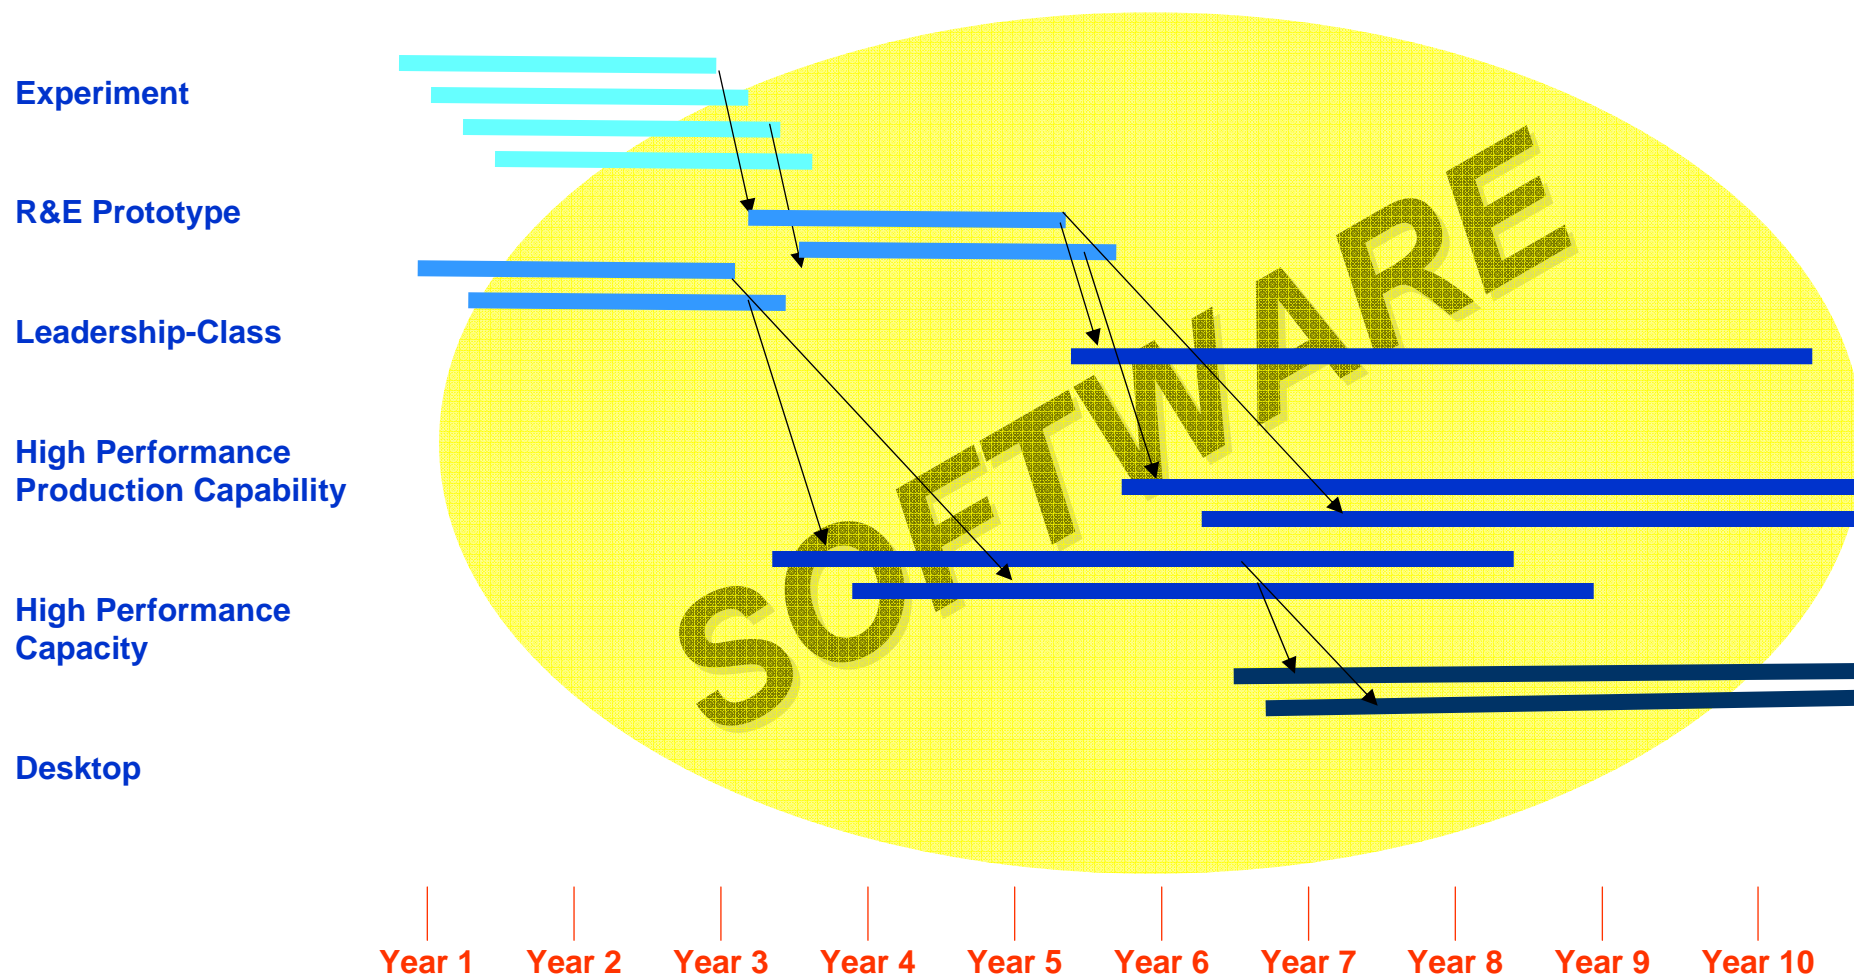 Experiment
R&E Prototype
Leadership-Class
High Performance
Production Capability
High Performance
Capacity
Desktop
SOFTWARE
Year 1 Year 2 Year 3 Year 4 Year 5 Year 6 Year 7 Year 8 Year 9 Year 10